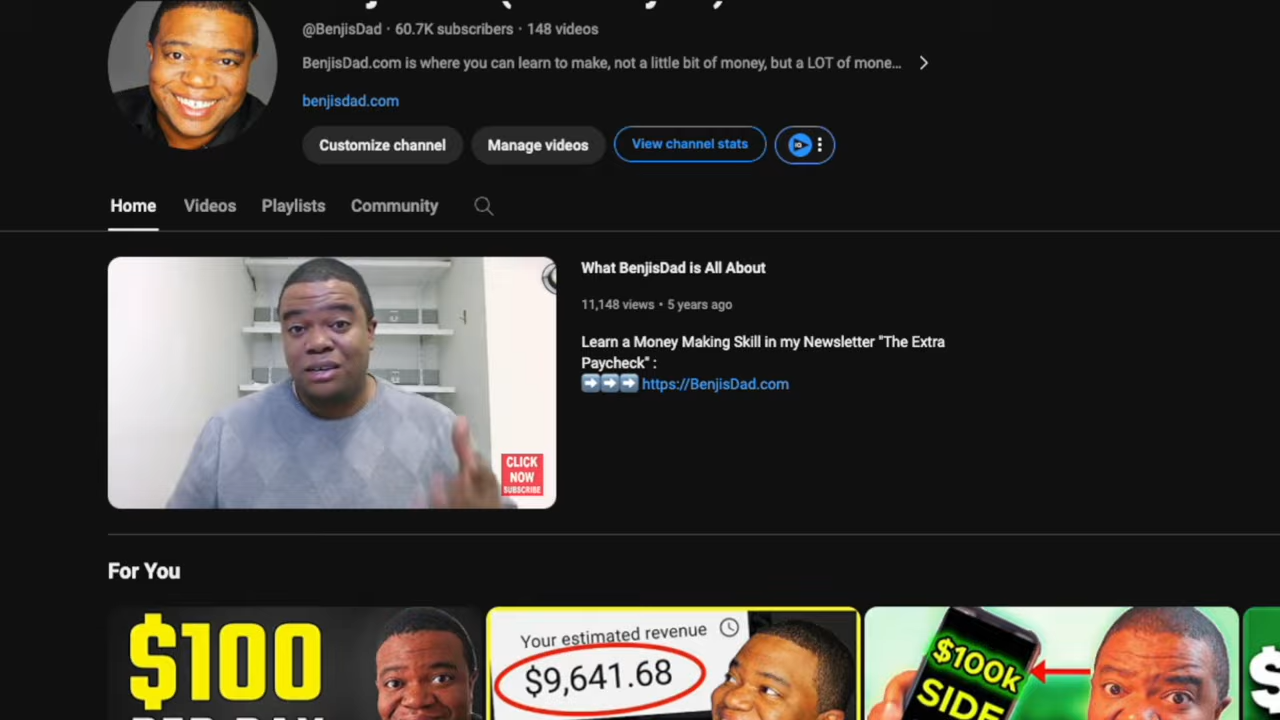 @BenjisDad · 60.7K subscribers · 148 videos
BenjisDad.com is where you can learn to make, not a little bit of money, but a LOT of mone...
benjisdad.com
Customize channel
Manage videos
View channel stats
Home
Videos
Playlists
Community
What BenjisDad is All About
11,148 views · 5 years ago
Learn a Money Making Skill in my Newsletter "The Extra
Paycheck" :
➡️➡️➡️ https://BenjisDad.com
CLICK
NOW
SUBSCRIBE
For You
$100
Your estimated revenue
$9,641.68
$100k
SIDE
$